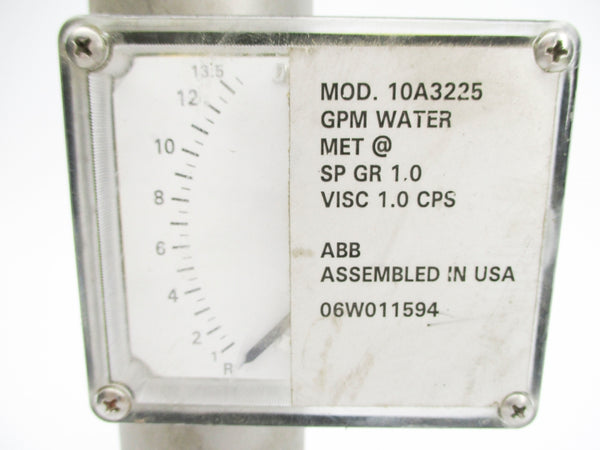 13.5
12
10
8
6
4
2
1
R
MOD. 10A3225
GPM WATER
MET @
SP GR 1.0
VISC 1.0 CPS
ABB
ASSEMBLED IN USA
06W011594